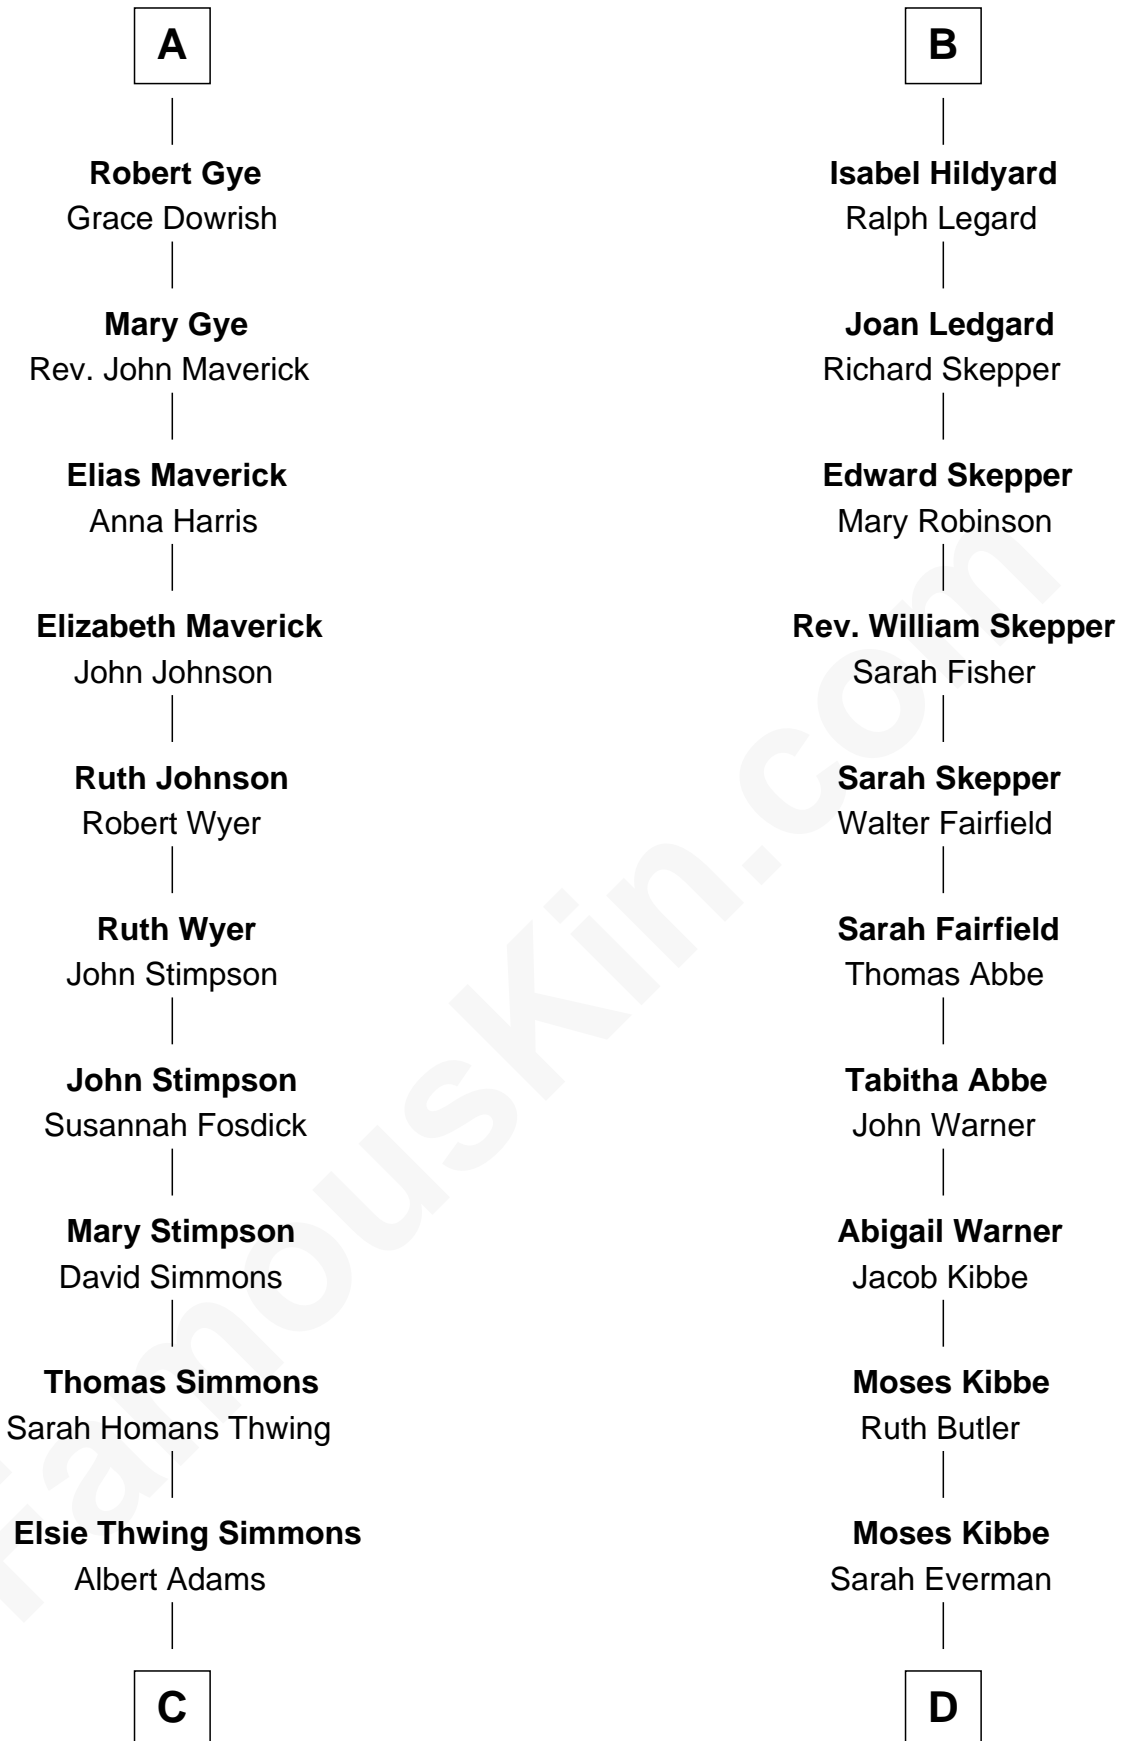 A
Robert Gye
Grace Dowrish
Mary Gye
Rev. John Maverick
Elias Maverick
Anna Harris
Elizabeth Maverick
John Johnson
Ruth Johnson
Robert Wyer
Ruth Wyer
John Stimpson
John Stimpson
Susannah Fosdick
Mary Stimpson
David Simmons
Thomas Simmons
Sarah Homans Thwing
Elsie Thwing Simmons
Albert Adams
C
B
Isabel Hildyard
Ralph Legard
Joan Ledgard
Richard Skepper
Edward Skepper
Mary Robinson
Rev. William Skepper
Sarah Fisher
Sarah Skepper
Walter Fairfield
Sarah Fairfield
Thomas Abbe
Tabitha Abbe
John Warner
Abigail Warner
Jacob Kibbe
Moses Kibbe
Ruth Butler
Moses Kibbe
Sarah Everman
D
FamousKin.com